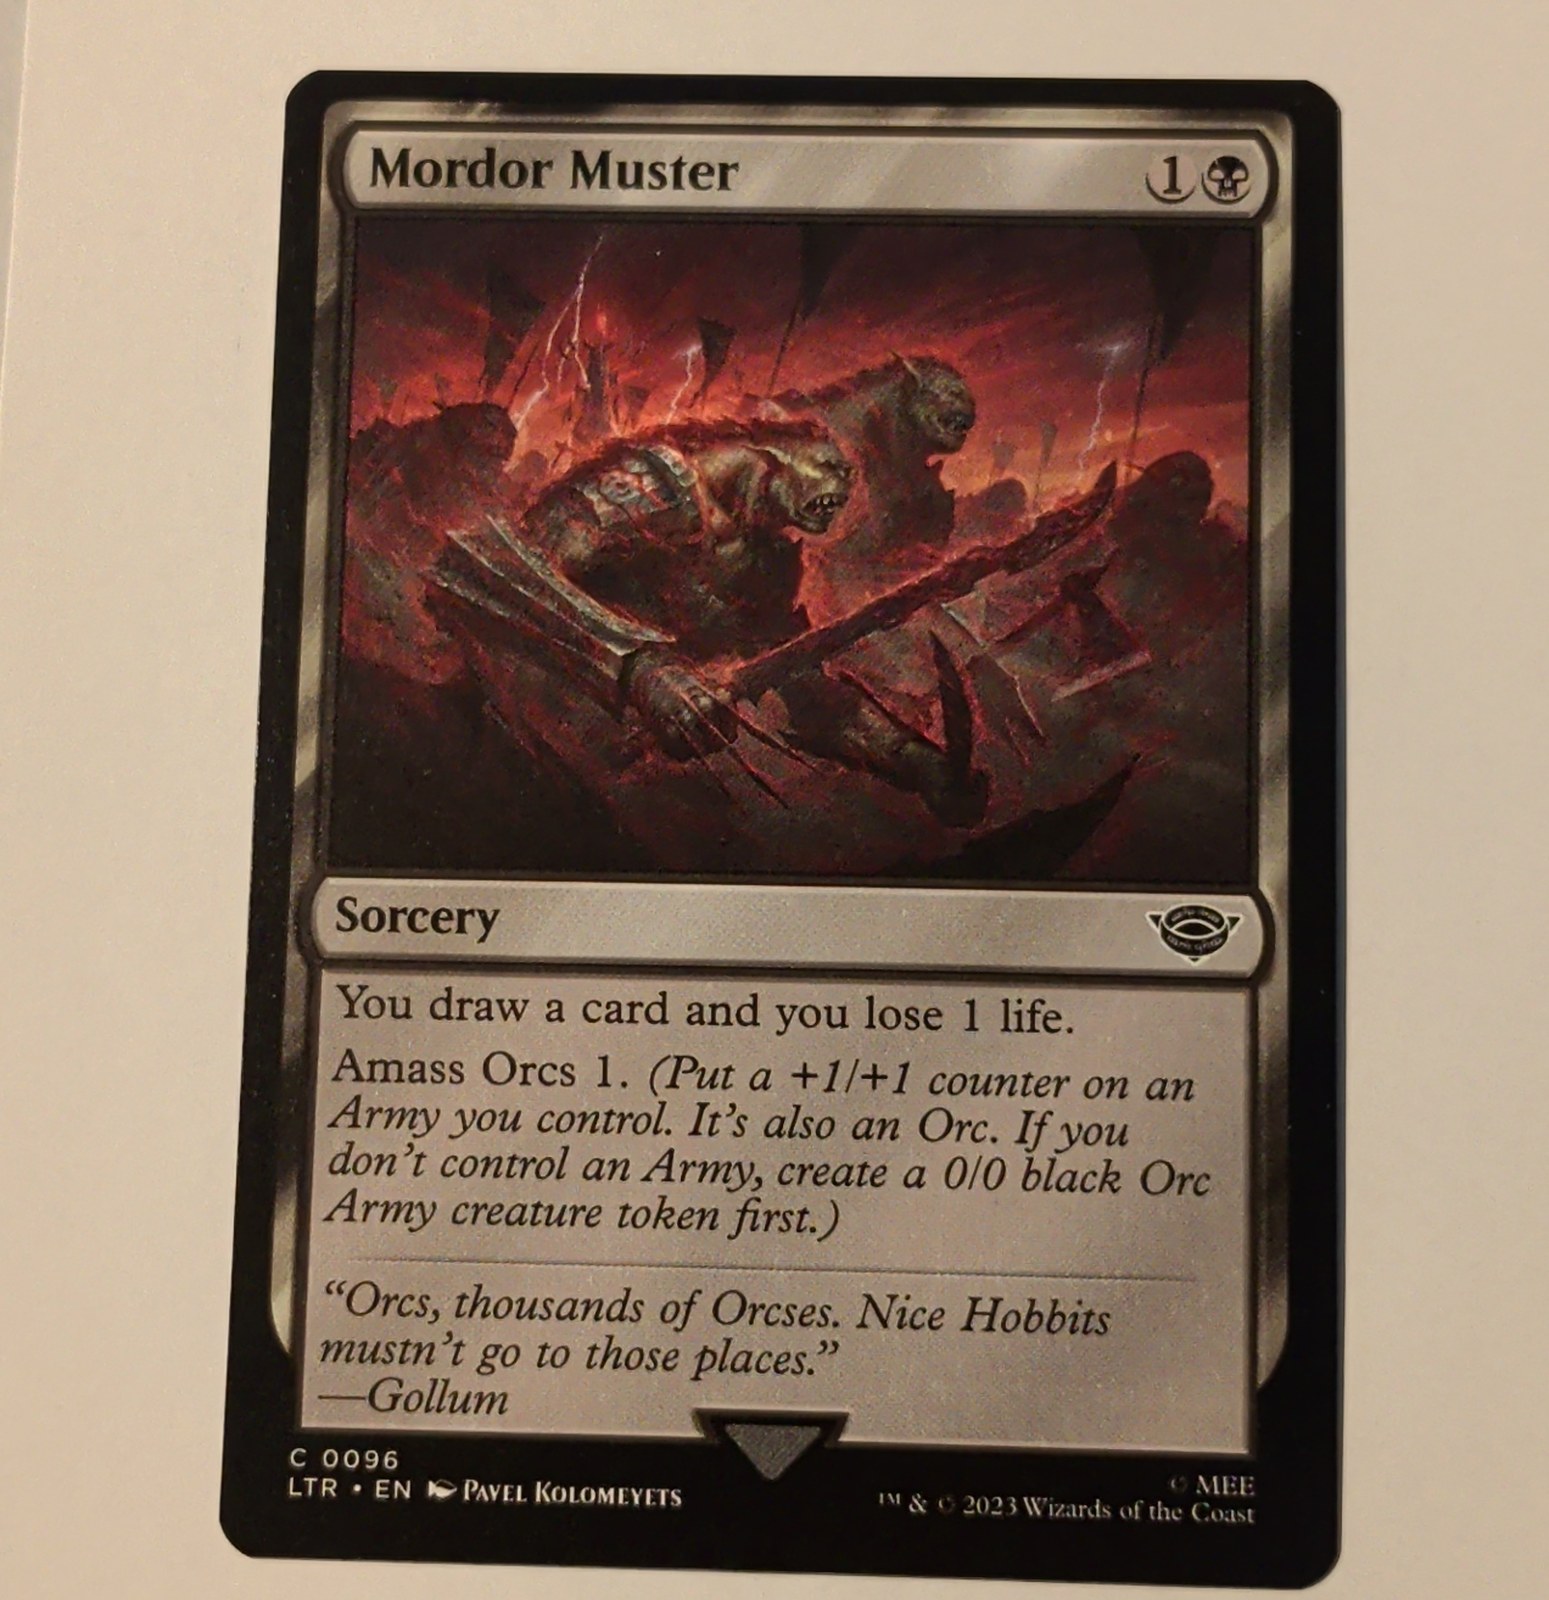 Mordor Muster 1
Sorcery
You draw a card and you lose 1 life.
Amass Orcs 1. (Put a +1/+1 counter on an
Army you control. It's also an Orc. If you
don't control an Army, create a 0/0 black Orc
Army creature token first.)
“Orcs, thousands of Orcses. Nice Hobbits
mustn't go to those places.”
—Gollum
C 0096
LTR • EN PAVEL KOLOMEYETS
© MEE
™ & © 2023 Wizards of the Coast